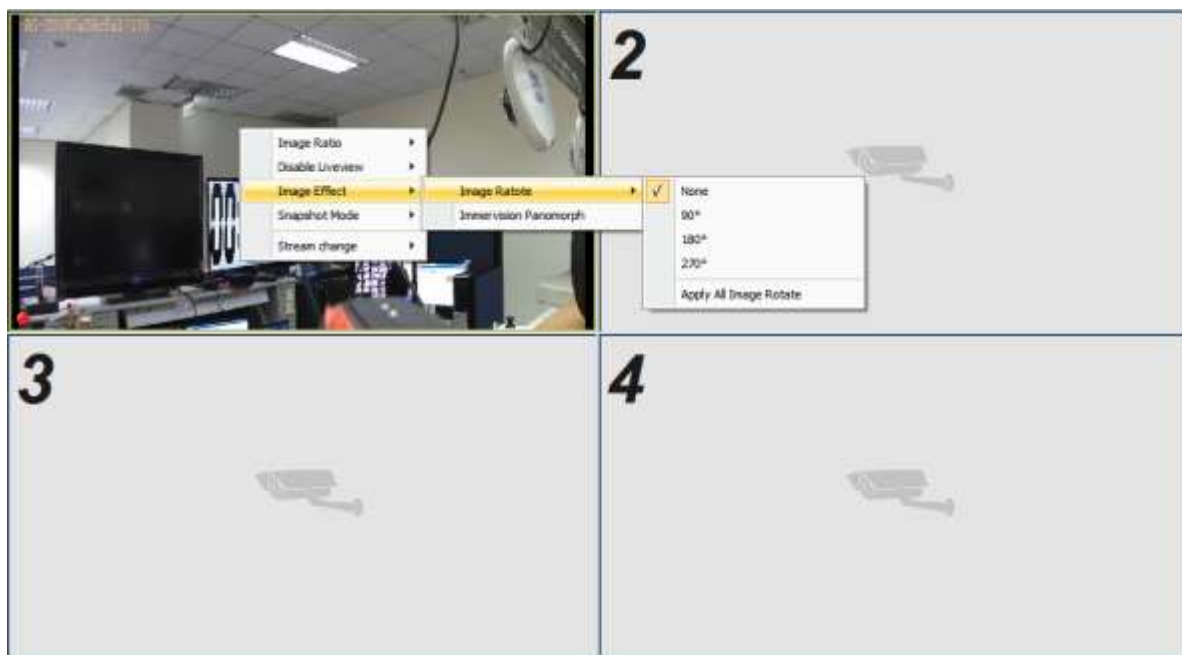 2
Image Ratio
Disable Liveview
Image Effect
Image Ratote
None
Snapshot Mode
Immervision Panomorph
90°
180°
Stream change
270°
Apply All Image Rotate
3
4